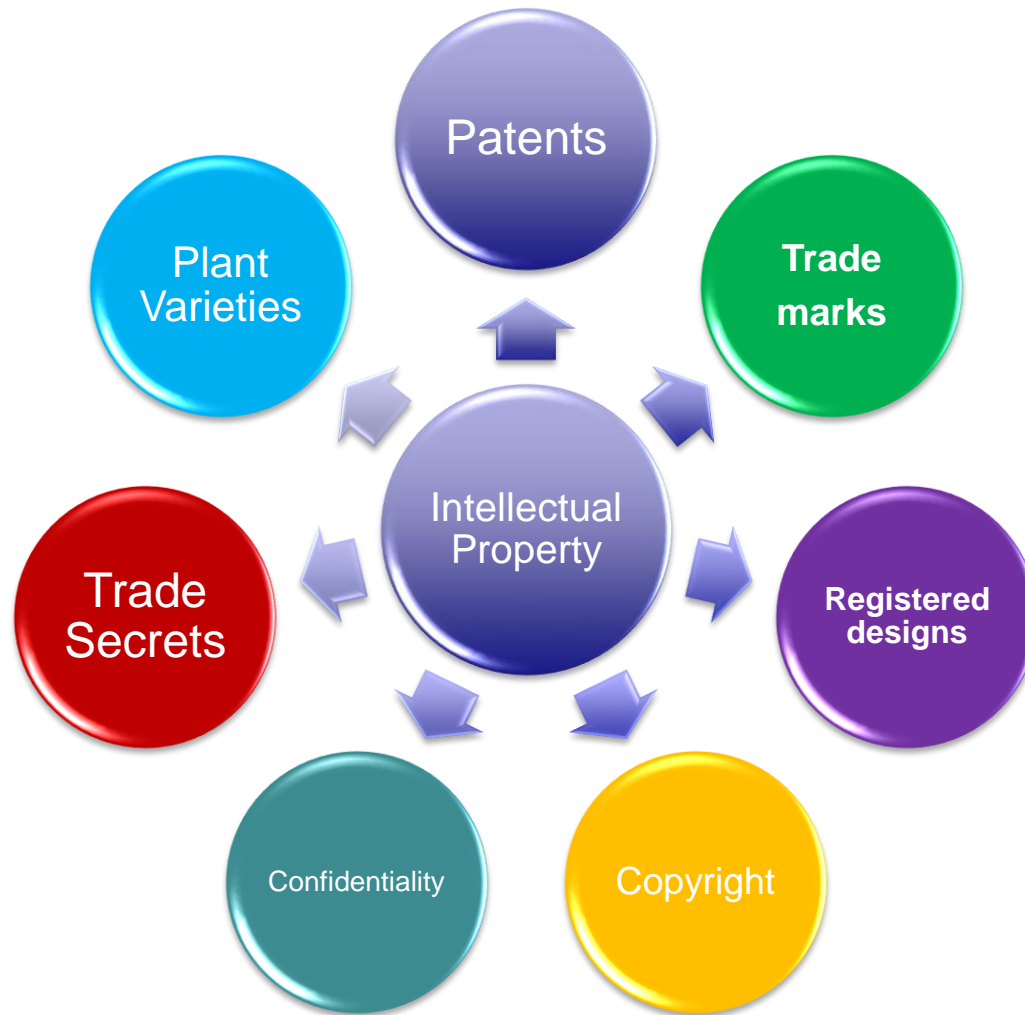 Patents
Trade
marks
Registered
designs
Copyright
Confidentiality
Trade
Secrets
Plant
Varieties
Intellectual
Property